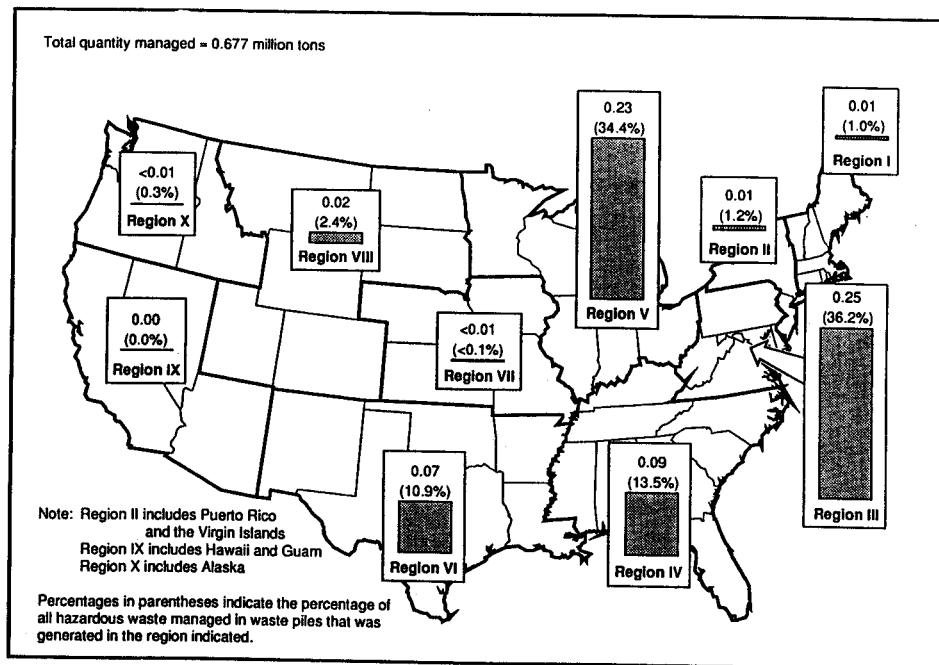 Total quantity managed = 0.677 million tons
0.23
(34.4%)
Region V
0.01
(1.0%)
Region I
<0.01
(0.3%)
Region X
0.02
(2.4%)
Region VIII
0.01
(1.2%)
Region II
0.00
(0.0%)
Region IX
<0.01
(<0.1%)
Region VII
0.25
(36.2%)
Region III
0.07
(10.9%)
Region VI
0.09
(13.5%)
Region IV
Note: Region II includes Puerto Rico
and the Virgin Islands
Region IX includes Hawaii and Guam
Region X includes Alaska
Percentages in parentheses indicate the percentage of
all hazardous waste managed in waste piles that was
generated in the region indicated.